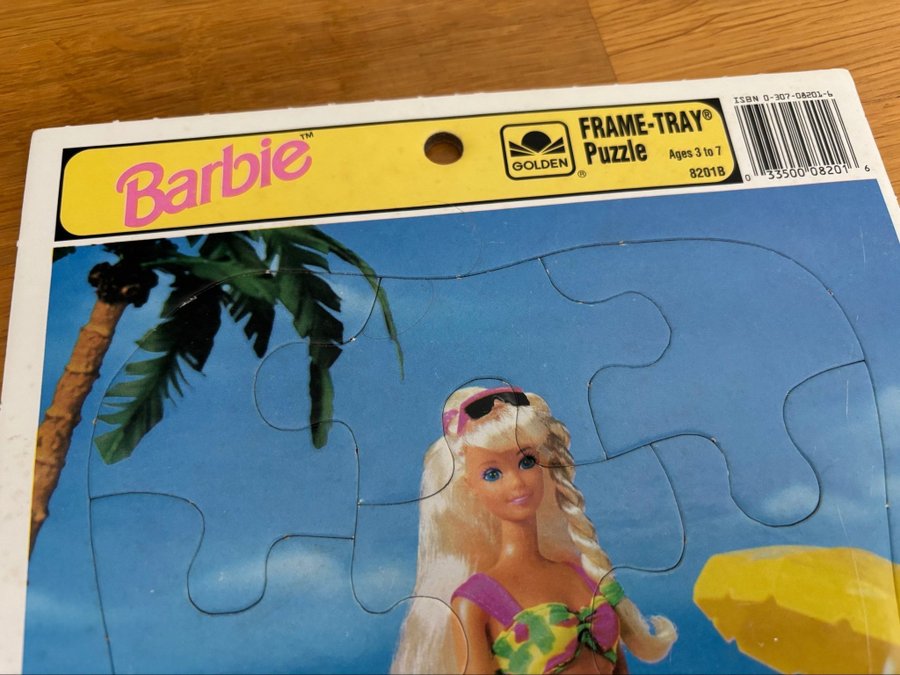 Barbie™
GOLDEN®
FRAME-TRAY®
Puzzle Ages 3 to 7
8201B
ISBN 0-307-08201-6
0 33500 08201 6